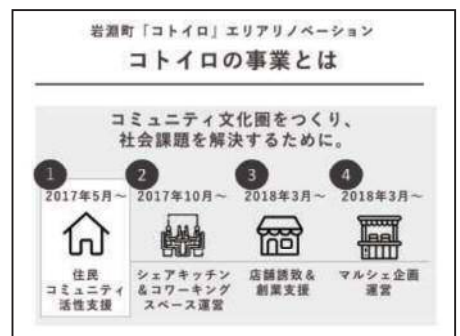 岩淵町「コトイロ」エリアリノベーション
コトイロの事業とは
コミュニティ文化圏をつくり、
社会課題を解決するために。
1
2017年5月～
住民
コミュニティ
活性支援
2
2017年10月～
シェアキッチン
&コワーキング
スペース運営
3
2018年3月～
店舗誘致&
創業支援
4
2018年3月～
マルシェ企画
運営